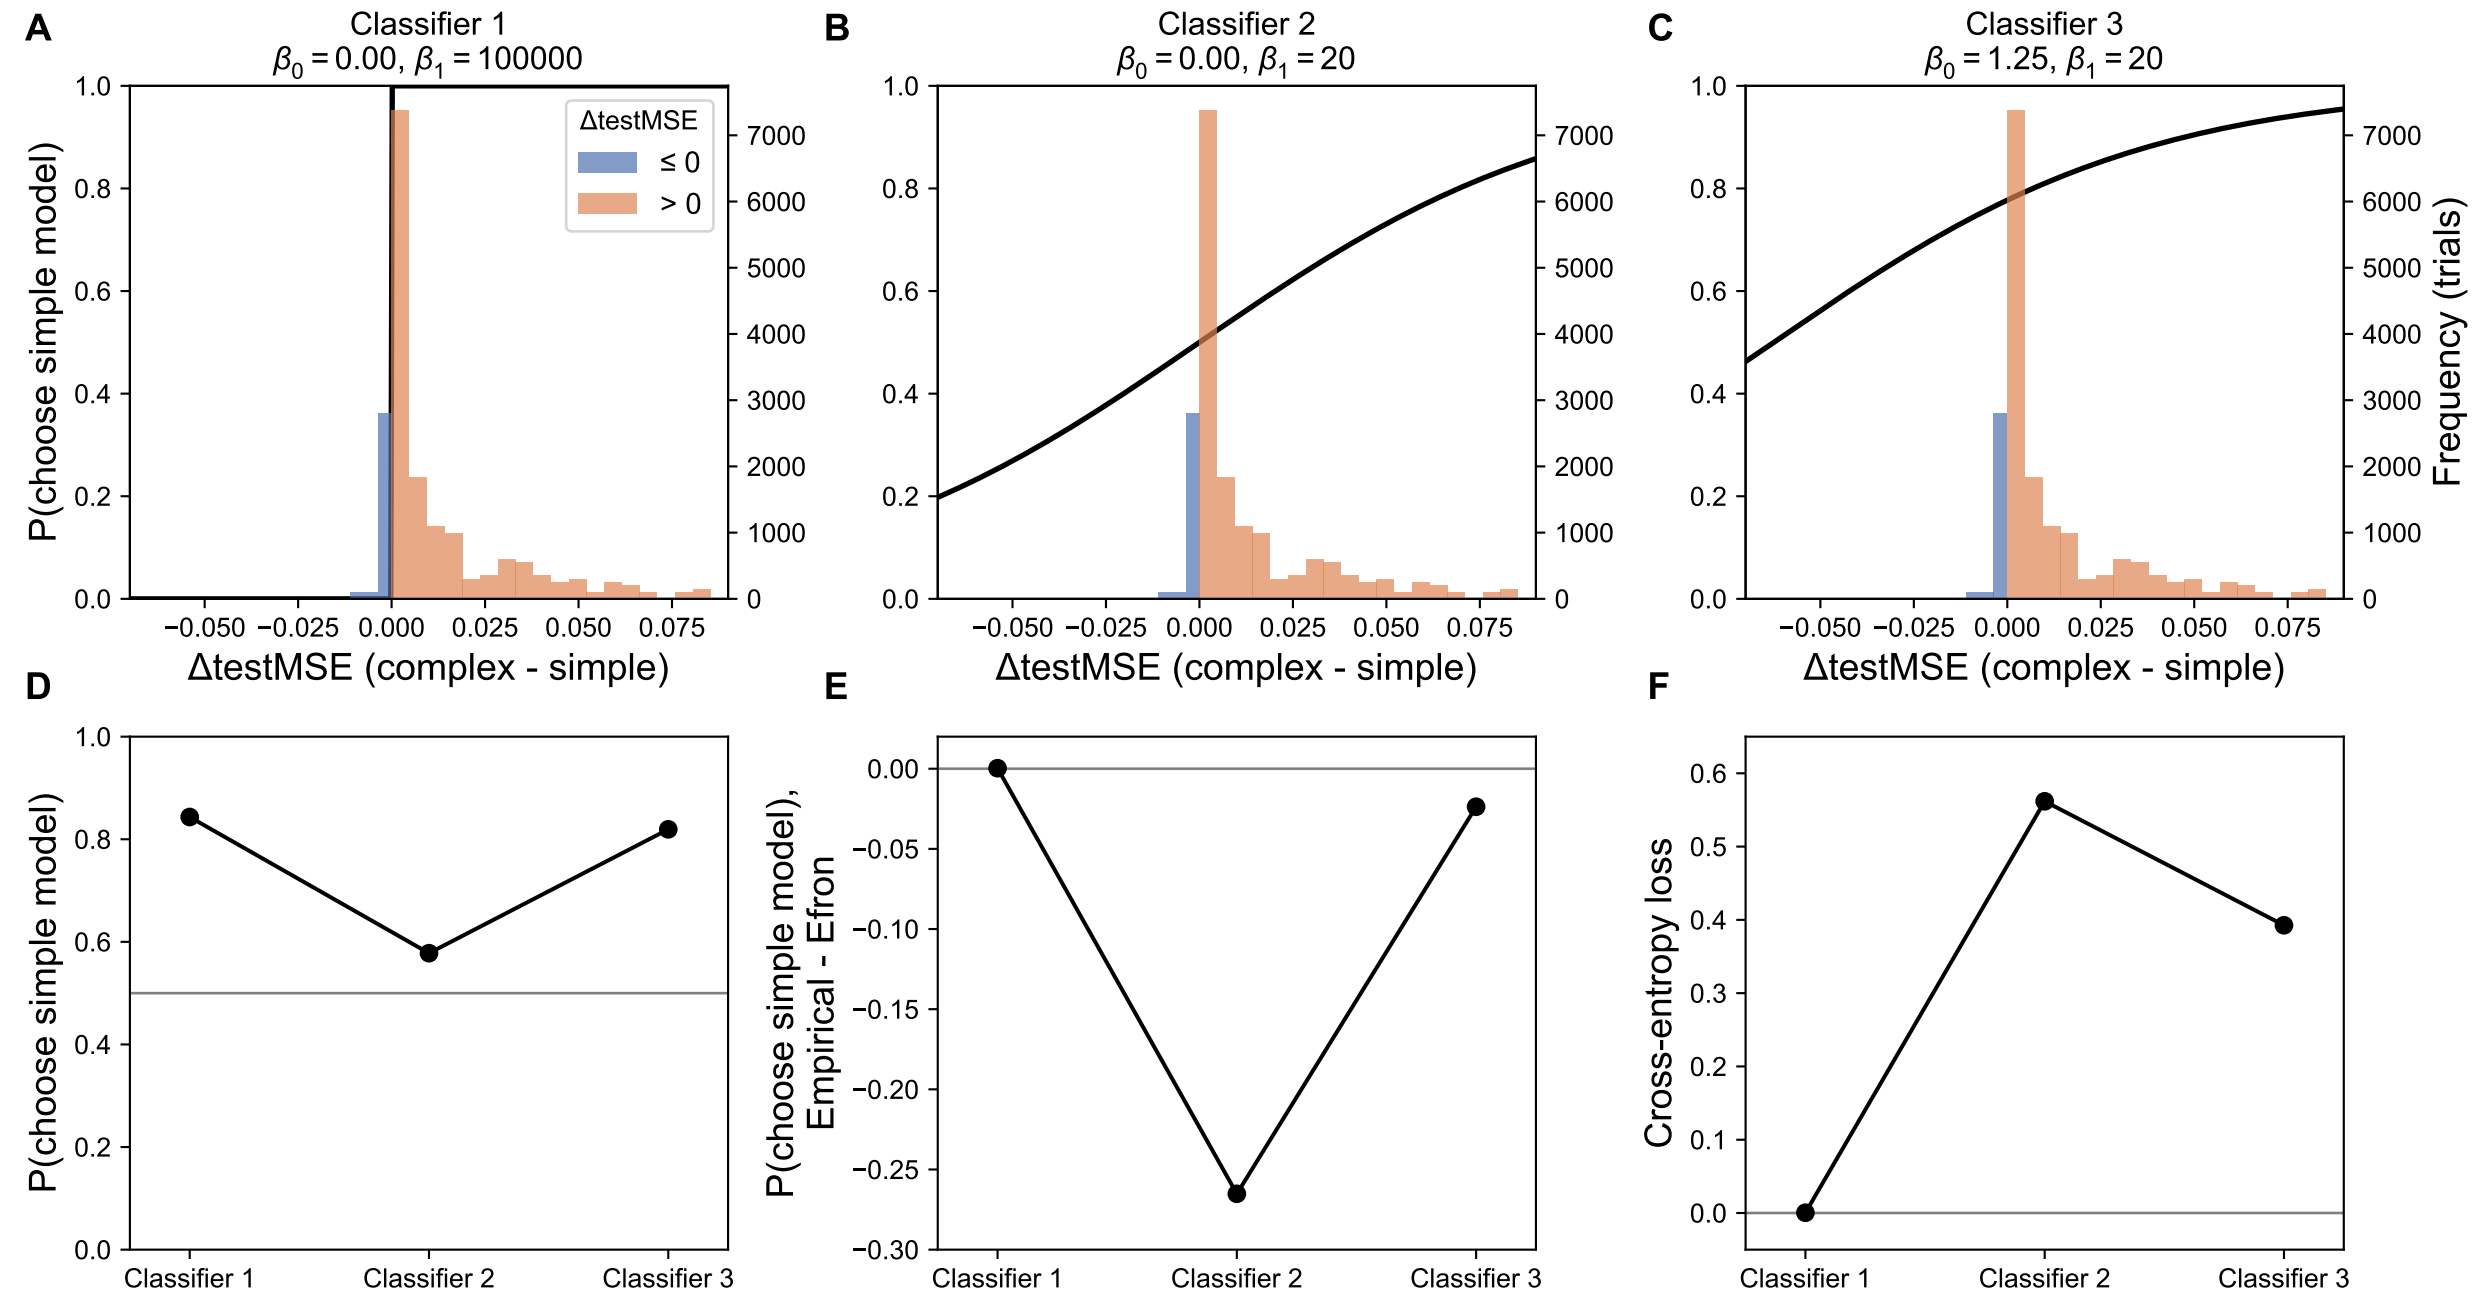 A
Classifier 1
β0 = 0.00, β1 = 100000
1.0
0.8
0.6
0.4
0.2
0.0
P(choose simple model)
ΔtestMSE
≤ 0
> 0
7000
6000
5000
4000
3000
2000
1000
0
−0.050 −0.025 0.000 0.025 0.050 0.075
ΔtestMSE (complex - simple)
B
Classifier 2
β0 = 0.00, β1 = 20
1.0
0.8
0.6
0.4
0.2
0.0
7000
6000
5000
4000
3000
2000
1000
0
−0.050 −0.025 0.000 0.025 0.050 0.075
ΔtestMSE (complex - simple)
C
Classifier 3
β0 = 1.25, β1 = 20
1.0
0.8
0.6
0.4
0.2
0.0
7000
6000
5000
4000
3000
2000
1000
0
Frequency (trials)
−0.050 −0.025 0.000 0.025 0.050 0.075
ΔtestMSE (complex - simple)
D
P(choose simple model)
1.0
0.8
0.6
0.4
0.2
0.0
Classifier 1 Classifier 2 Classifier 3
E
P(choose simple model),
Empirical - Efron
0.00
−0.05
−0.10
−0.15
−0.20
−0.25
−0.30
Classifier 1 Classifier 2 Classifier 3
F
Cross-entropy loss
0.6
0.5
0.4
0.3
0.2
0.1
0.0
Classifier 1 Classifier 2 Classifier 3